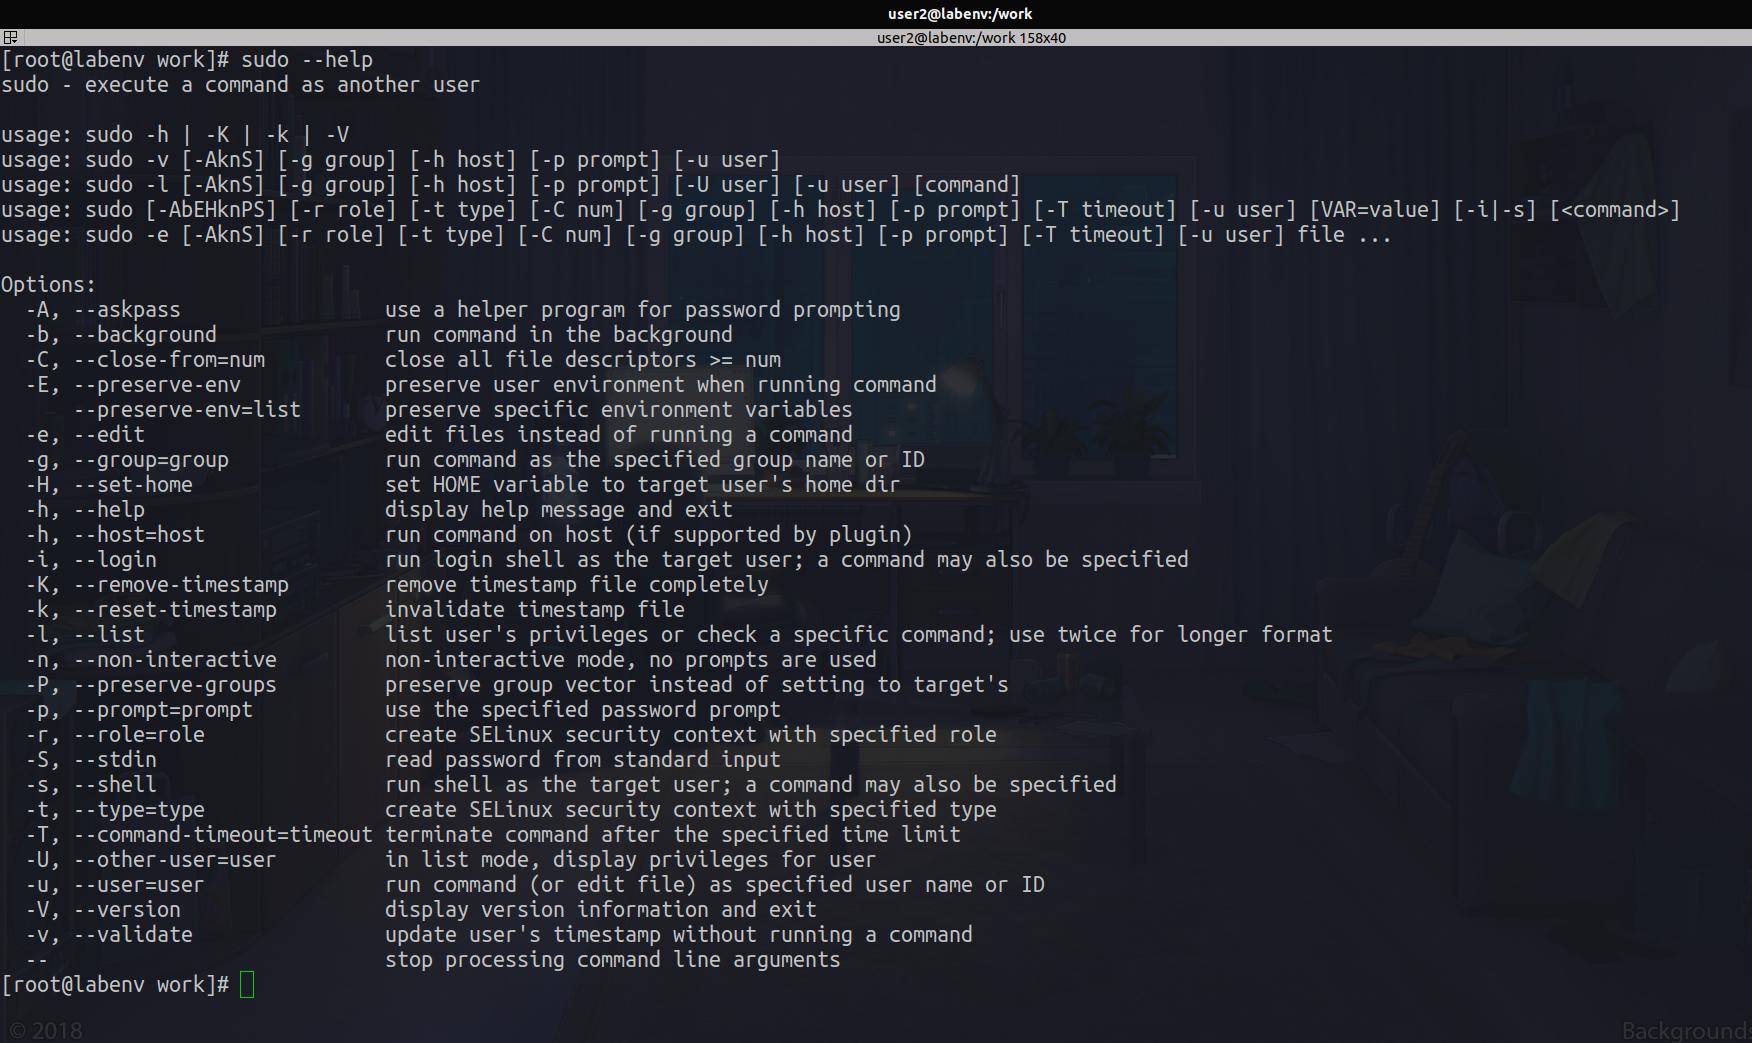 user2@labenv:/work
user2@labenv:/work 158x40
[root@labenv work]# sudo --help
sudo - execute a command as another user

usage: sudo -h | -K | -k | -V
usage: sudo -v [-AknS] [-g group] [-h host] [-p prompt] [-u user]
usage: sudo -l [-AknS] [-g group] [-h host] [-p prompt] [-U user] [-u user] [command]
usage: sudo [-AbEHknPS] [-r role] [-t type] [-C num] [-g group] [-h host] [-p prompt] [-T timeout] [-u user] [VAR=value] [-i|-s] [<command>]
usage: sudo -e [-AknS] [-r role] [-t type] [-C num] [-g group] [-h host] [-p prompt] [-T timeout] [-u user] file ...

Options:
  -A, --askpass                 use a helper program for password prompting
  -b, --background              run command in the background
  -C, --close-from=num          close all file descriptors >= num
  -E, --preserve-env            preserve user environment when running command
      --preserve-env=list       preserve specific environment variables
  -e, --edit                    edit files instead of running a command
  -g, --group=group             run command as the specified group name or ID
  -H, --set-home                set HOME variable to target user's home dir
  -h, --help                    display help message and exit
  -h, --host=host               run command on host (if supported by plugin)
  -i, --login                   run login shell as the target user; a command may also be specified
  -K, --remove-timestamp        remove timestamp file completely
  -k, --reset-timestamp         invalidate timestamp file
  -l, --list                    list user's privileges or check a specific command; use twice for longer format
  -n, --non-interactive         non-interactive mode, no prompts are used
  -P, --preserve-groups         preserve group vector instead of setting to target's
  -p, --prompt=prompt           use the specified password prompt
  -r, --role=role               create SELinux security context with specified role
  -S, --stdin                   read password from standard input
  -s, --shell                   run shell as the target user; a command may also be specified
  -t, --type=type               create SELinux security context with specified type
  -T, --command-timeout=timeout terminate command after the specified time limit
  -U, --other-user=user         in list mode, display privileges for user
  -u, --user=user               run command (or edit file) as specified user name or ID
  -V, --version                 display version information and exit
  -v, --validate                update user's timestamp without running a command
  --                            stop processing command line arguments
[root@labenv work]#
© 2018 Backgrounds